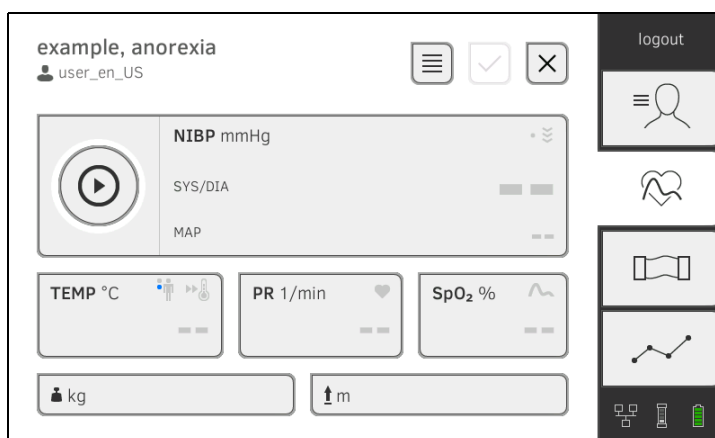 example, anorexia
user_en_US
logout
NIBP mmHg
SYS/DIA
-- --
MAP
--
TEMP °C
--
PR 1/min
--
SpO₂ %
--
kg
m